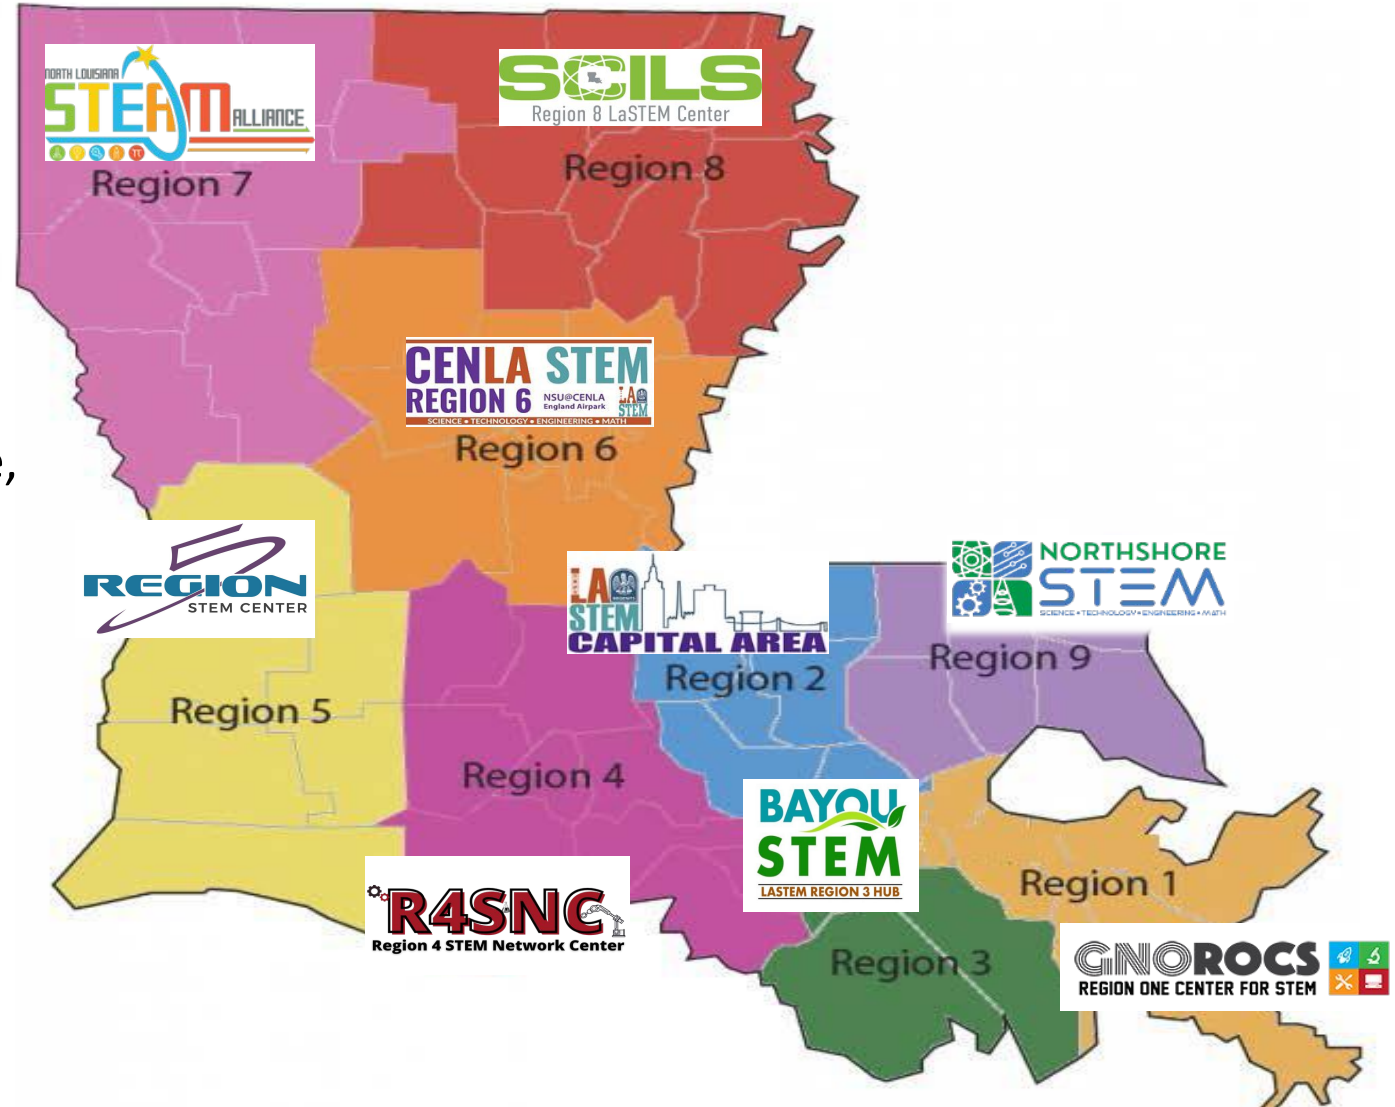 NORTH LOUISIANA
STEAM
ALLIANCE
Region 7
SCILS
Region 8 LaSTEM Center
Region 8
CENLA STEM
REGION 6
NSU@CENLA
England Airpark
LA
STEM
SCIENCE • TECHNOLOGY • ENGINEERING • MATH
Region 6
e,
5
REGION
STEM CENTER
Region 5
LA
STEM
CAPITAL AREA
Region 2
NORTHSHORE
STEM
SCIENCE • TECHNOLOGY • ENGINEERING • MATH
Region 9
Region 4
R4SNC
Region 4 STEM Network Center
BAYOU
STEM
LASTEM REGION 3 HUB
Region 3
Region 1
GNOROCS
REGION ONE CENTER FOR STEM